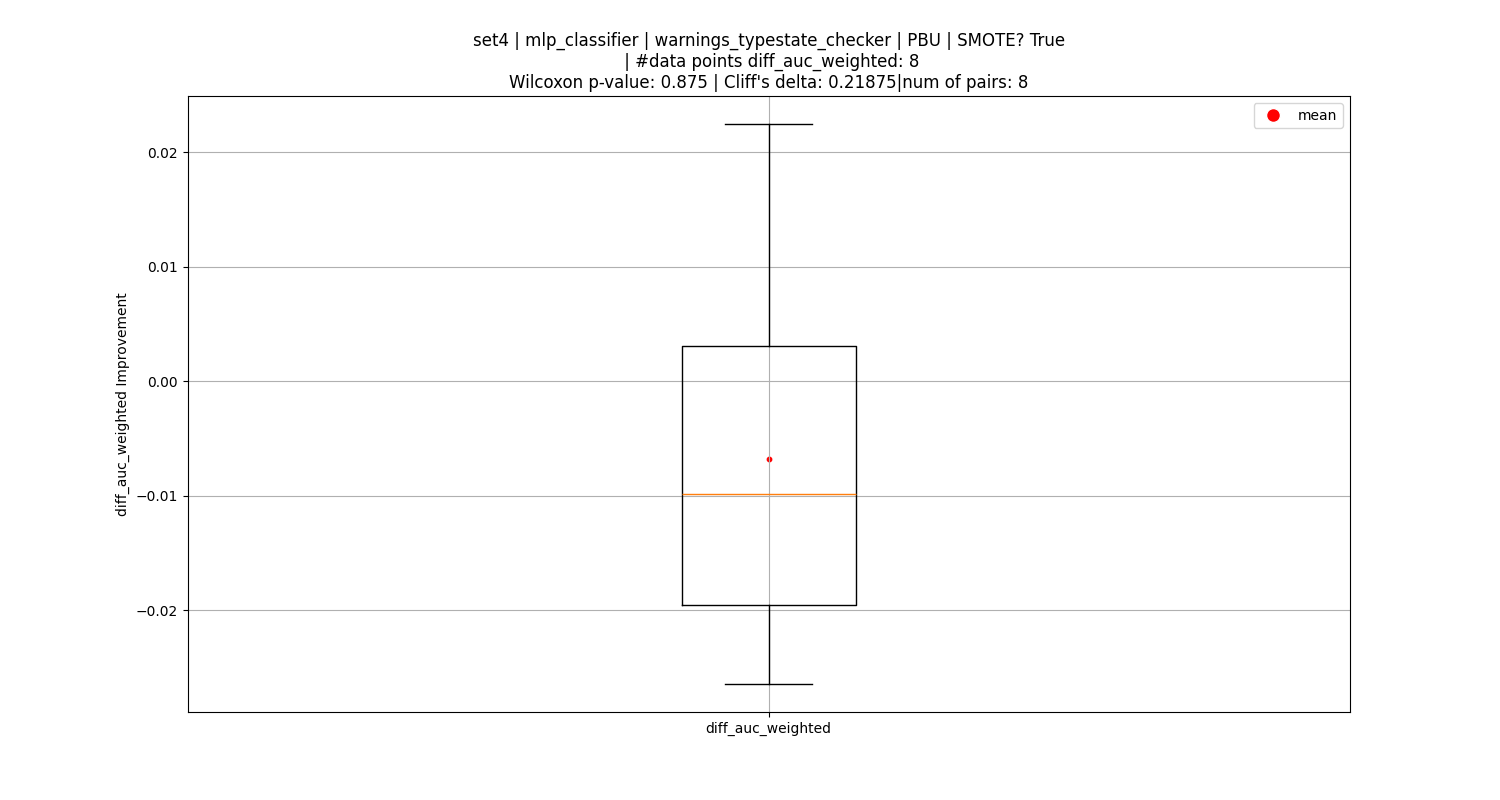 set4 | mlp_classifier | warnings_typestate_checker | PBU | SMOTE? True
| #data points diff_auc_weighted: 8
Wilcoxon p-value: 0.875 | Cliff's delta: 0.21875|num of pairs: 8
mean
0.02
0.01
0.00
−0.01
−0.02
diff_auc_weighted Improvement
diff_auc_weighted